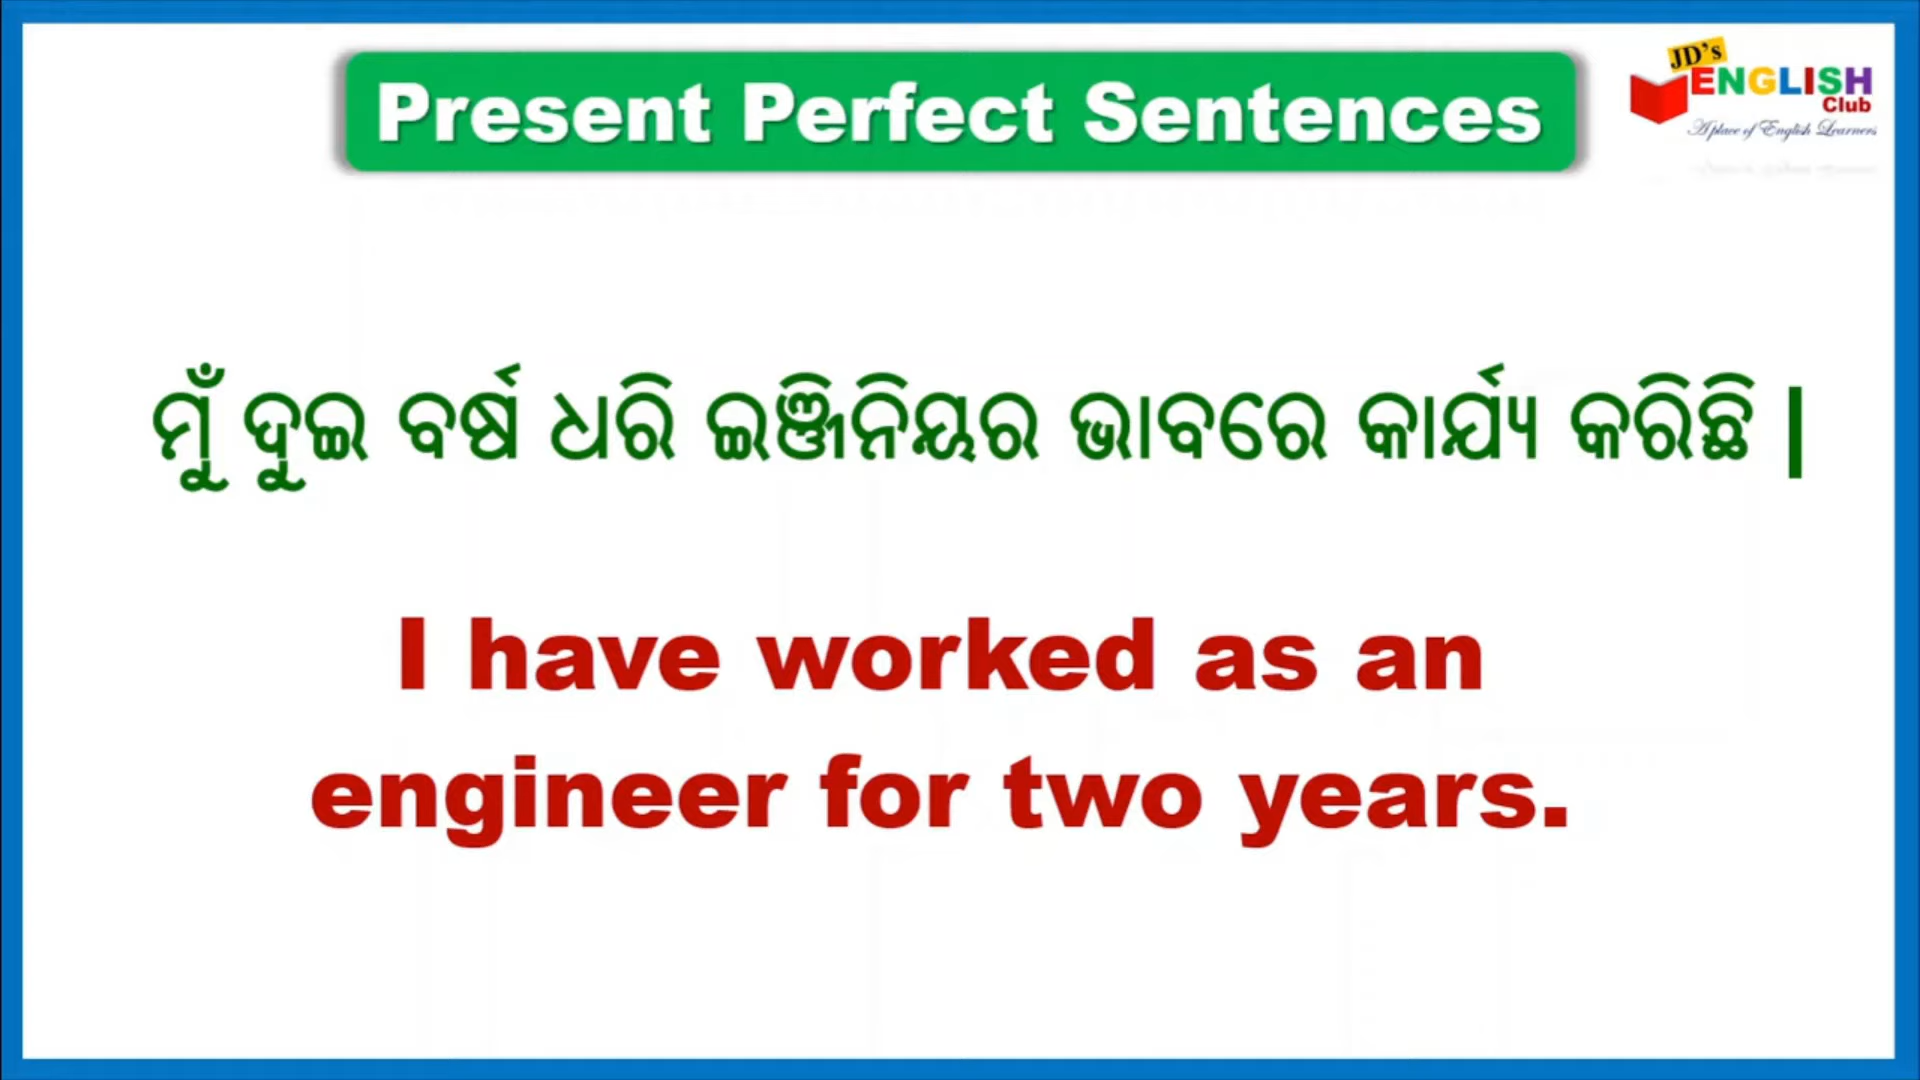 Present Perfect Sentences
JD's
ENGLISH
Club
A place of English Learners
ମୁଁ ଦୁଇ ବର୍ଷ ଧରି ଇଞ୍ଜିନିୟର ଭାବରେ କାର୍ଯ୍ୟ କରିଛି |
I have worked as an
engineer for two years.